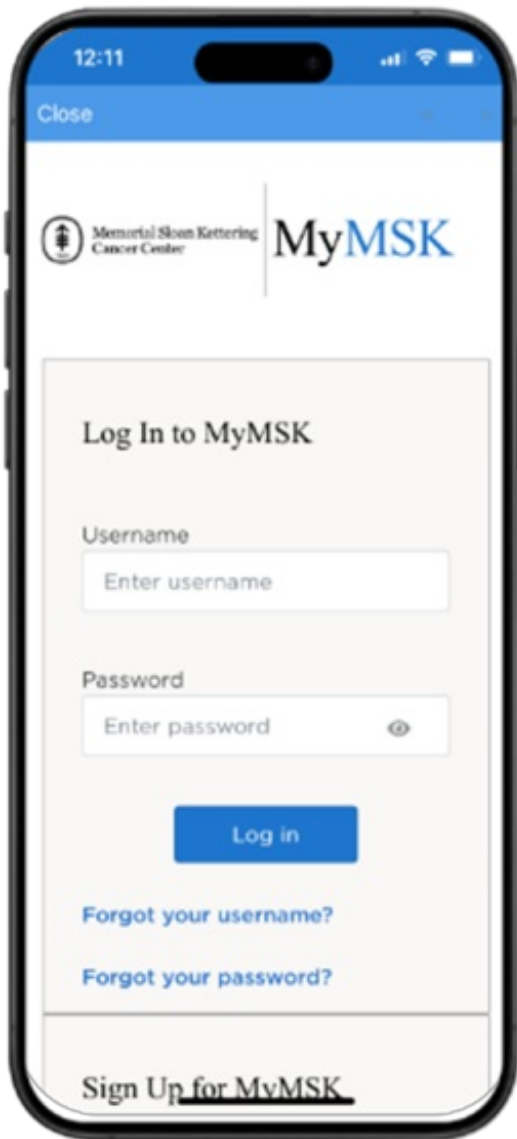 12:11
Close
Memorial Sloan Kettering
Cancer Center
MyMSK
Log In to MyMSK
Username
Enter username
Password
Enter password
Log in
Forgot your username?
Forgot your password?
Sign Up for MyMSK